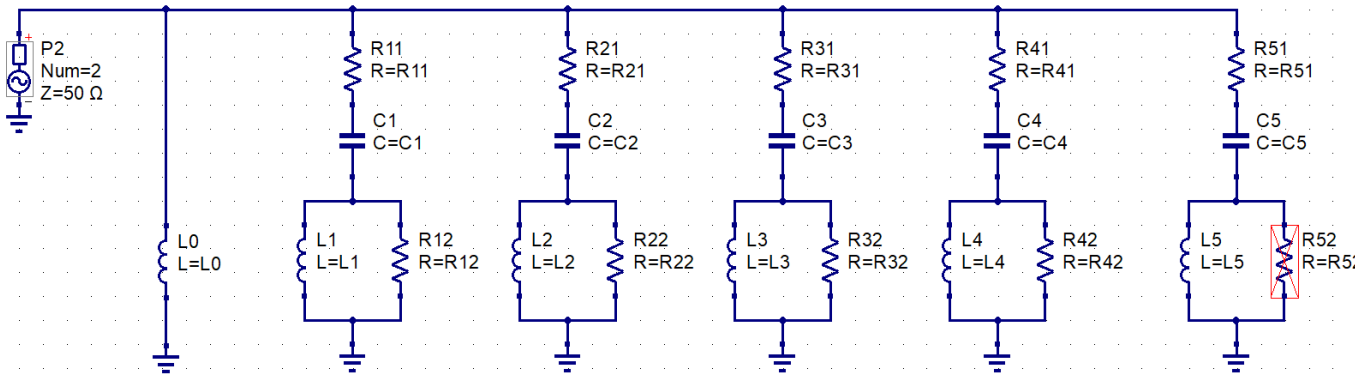 P2
Num=2
Z=50 Ω
L0
L=L0
R11
R=R11
C1
C=C1
L1
L=L1
R12
R=R12
R21
R=R21
C2
C=C2
L2
L=L2
R22
R=R22
R31
R=R31
C3
C=C3
L3
L=L3
R32
R=R32
R41
R=R41
C4
C=C4
L4
L=L4
R42
R=R42
R51
R=R51
C5
C=C5
L5
L=L5
R52
R=R52